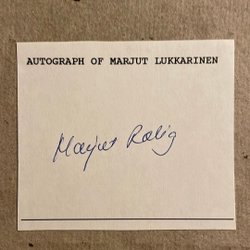 AUTOGRAPH OF MARJUT LUKKARINEN
Marjut Rolig